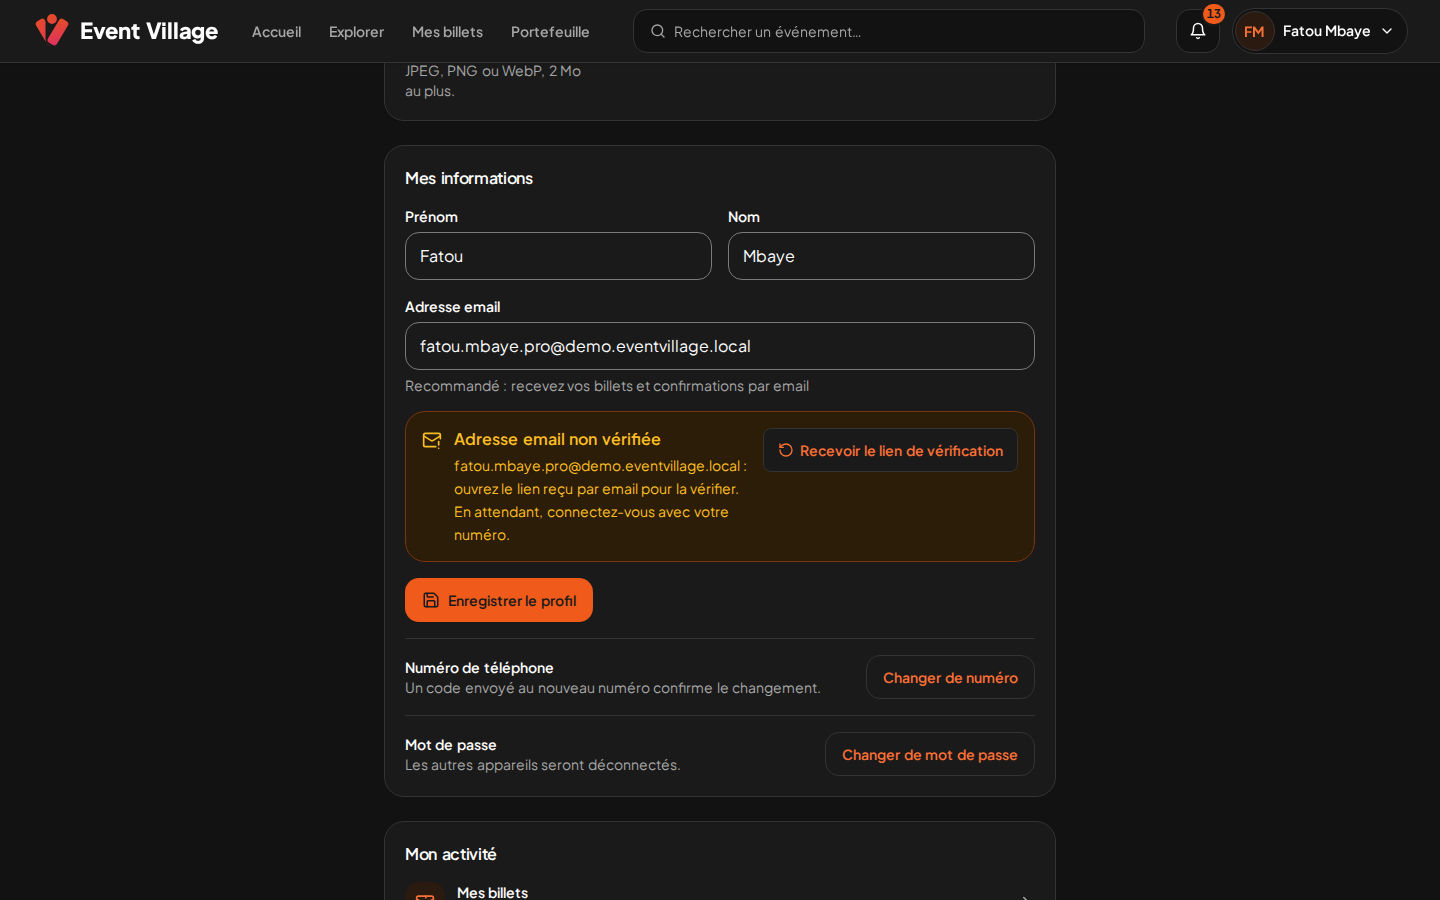 Event Village
Accueil
Explorer
Mes billets
Portefeuille
Rechercher un événement…
13
FM
Fatou Mbaye
JPEG, PNG ou WebP, 2 Mo
au plus.
Mes informations
Prénom
Nom
Fatou
Mbaye
Adresse email
fatou.mbaye.pro@demo.eventvillage.local
Recommandé : recevez vos billets et confirmations par email
Adresse email non vérifiée
Recevoir le lien de vérification
fatou.mbaye.pro@demo.eventvillage.local :
ouvrez le lien reçu par email pour la vérifier.
En attendant, connectez-vous avec votre
numéro.
Enregistrer le profil
Numéro de téléphone
Un code envoyé au nouveau numéro confirme le changement.
Changer de numéro
Mot de passe
Les autres appareils seront déconnectés.
Changer de mot de passe
Mon activité
Mes billets